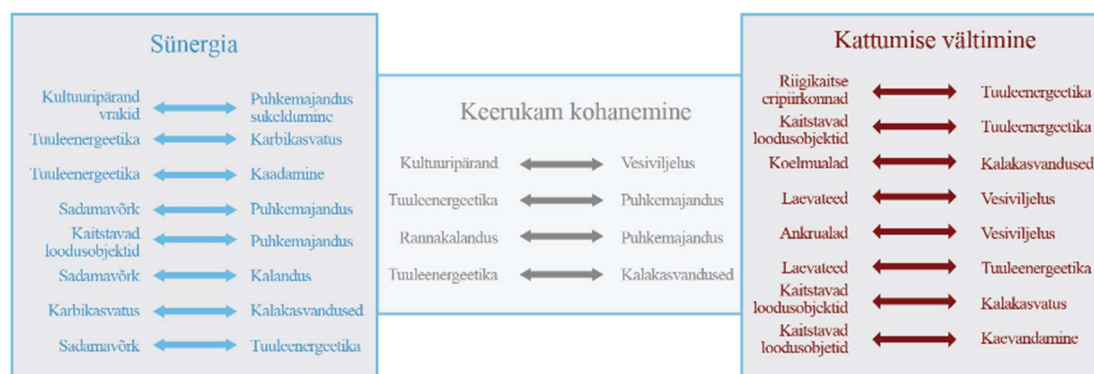 Sünergia
Kultuuripärand
vrakid
Puhkemajandus
sukeldumine
Tuuleenergeetika
Karbikasvatus
Tuuleenergeetika
Kaadamine
Sadamavõrk
Puhkemajandus
Kaitstavad
loodusobjektid
Puhkemajandus
Sadamavõrk
Kalandus
Karbikasvatus
Kalakasvandused
Sadamavõrk
Tuuleenergeetika
Keerukam kohanemine
Kultuuripärand
Vesiviljelus
Tuuleenergeetika
Puhkemajandus
Rannakalandus
Puhkemajandus
Tuuleenergeetika
Kalakasvandused
Kattumise vältimine
Riigikaitse
eripiirkonnad
Tuuleenergeetika
Kaitstavad
loodusobjektid
Tuuleenergeetika
Koelmualad
Kalakasvandused
Laevateed
Vesiviljelus
Ankrualad
Vesiviljelus
Laevateed
Tuuleenergeetika
Kaitstavad
loodusobjektid
Kalakasvatus
Kaitstavad
loodusobjetid
Kaevandamine